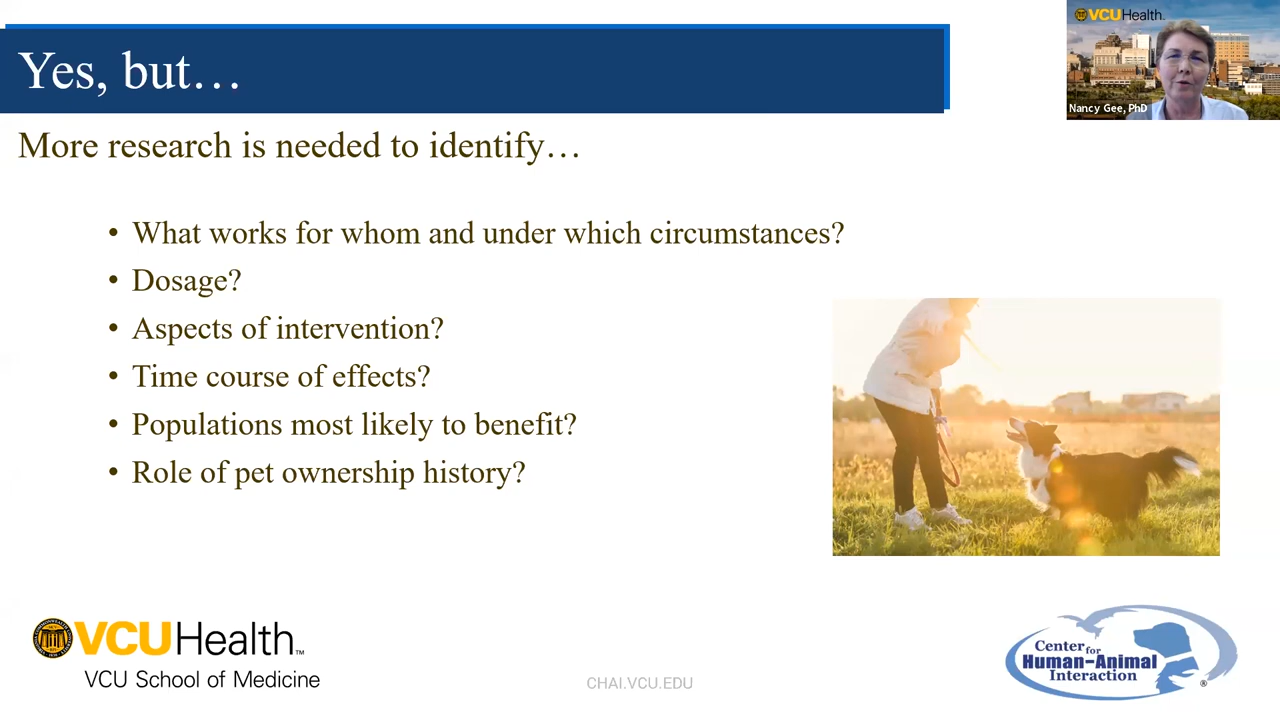 Yes, but…
VCUHealth.
Nancy Gee, PhD
More research is needed to identify…
• What works for whom and under which circumstances?
• Dosage?
• Aspects of intervention?
• Time course of effects?
• Populations most likely to benefit?
• Role of pet ownership history?
VCUHealth™
VCU School of Medicine
CHAI.VCU.EDU
Center for
Human-Animal
Interaction
®